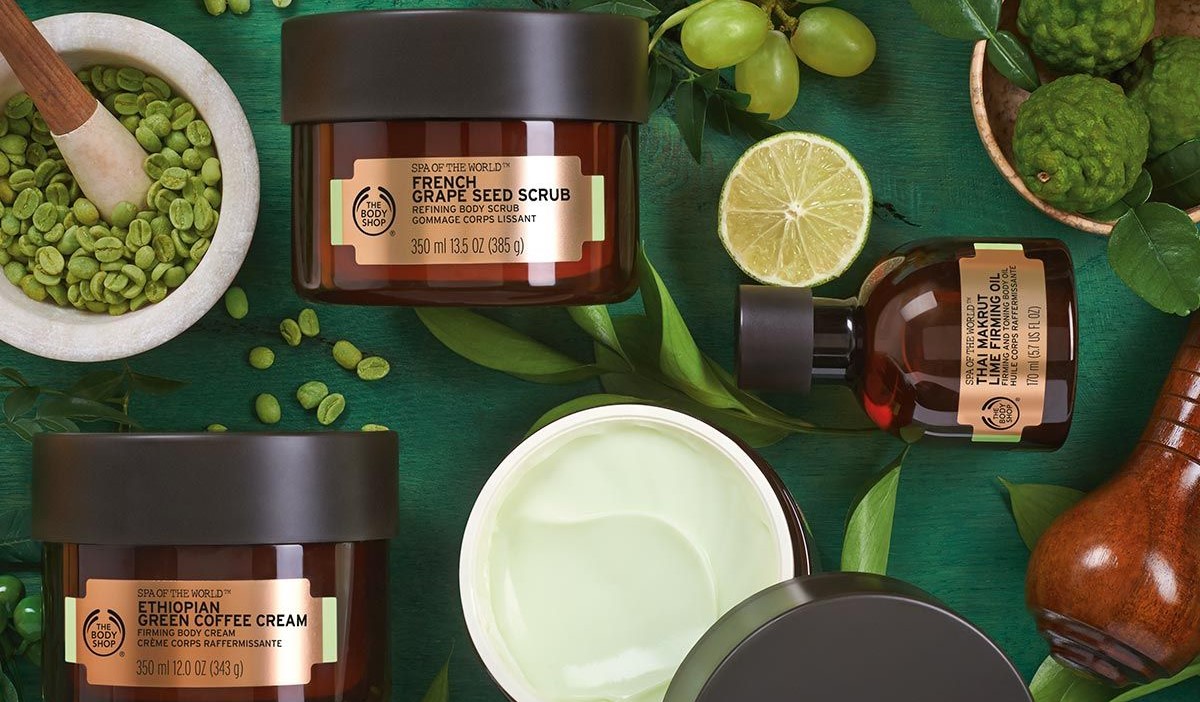 SPA OF THE WORLD™
FRENCH
GRAPE SEED SCRUB
REFINING BODY SCRUB
GOMMAGE CORPS LISSANT
350 ml 13.5 OZ (385 g)
THE
BODY
SHOP
®
SPA OF THE WORLD™
THAI MAKRUT
LIME FIRMING OIL
FIRMING AND TONING BODY OIL
HUILE CORPS RAFFERMISSANTE
170 ml (5.7 US FL OZ)
THE
BODY
SHOP
®
SPA OF THE WORLD™
ETHIOPIAN
GREEN COFFEE CREAM
FIRMING BODY CREAM
CRÈME CORPS RAFFERMISSANTE
350 ml 12.0 OZ (343 g)
THE
BODY
SHOP
®